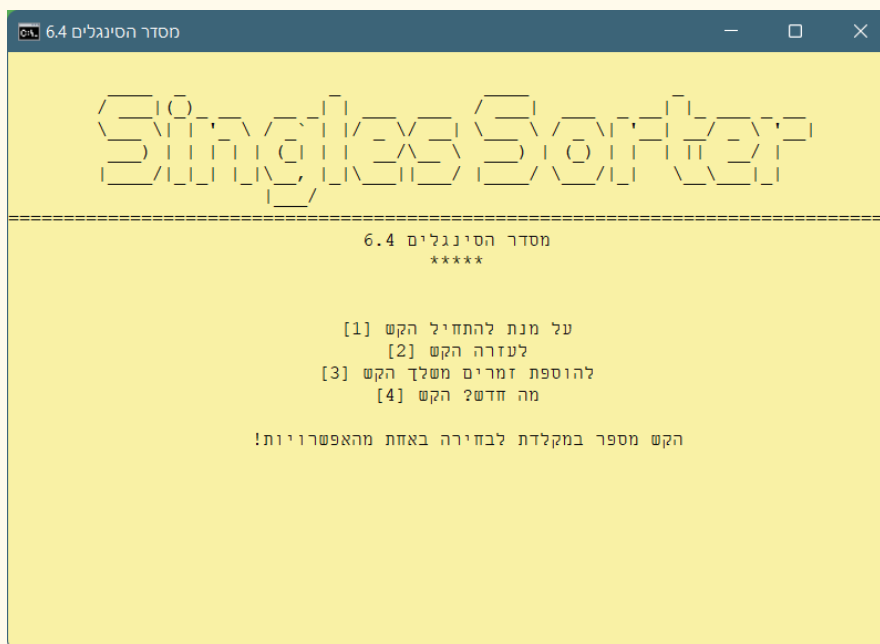 מסדר הסינגלים 6.4
Singles Sorter
================================================================================
מסדר הסינגלים 6.4
*****
על מנת להתחיל הקש [1]
לעזרה הקש [2]
להוספת זמרים משלך הקש [3]
מה חדש? הקש [4]
הקש מספר במקלדת לבחירה באחת מהאפשרויות!